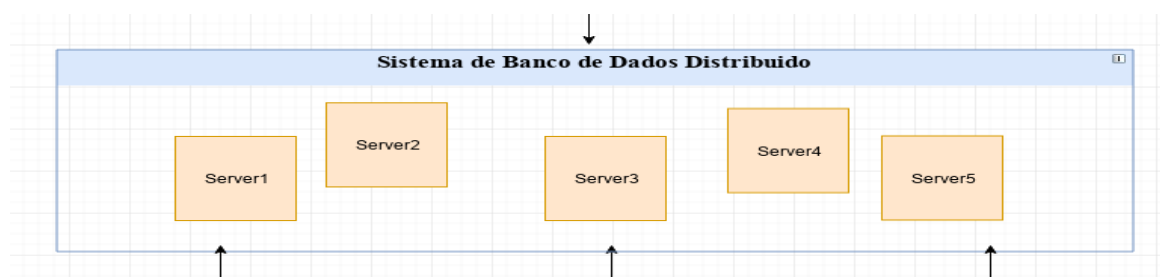 Sistema de Banco de Dados Distribuido
Server1
Server2
Server3
Server4
Server5